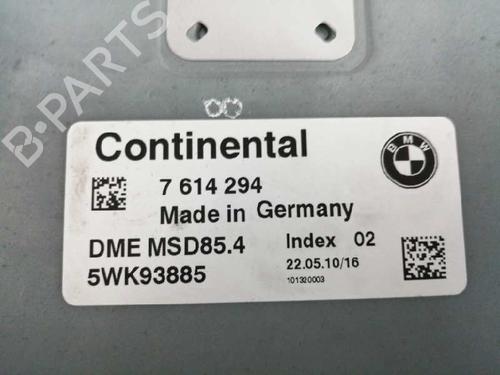 B-PARTS
Continental
BMW
7 614 294
Made in Germany
DME MSD85.4 Index 02
5WK93885 22.05.10/16
101320003